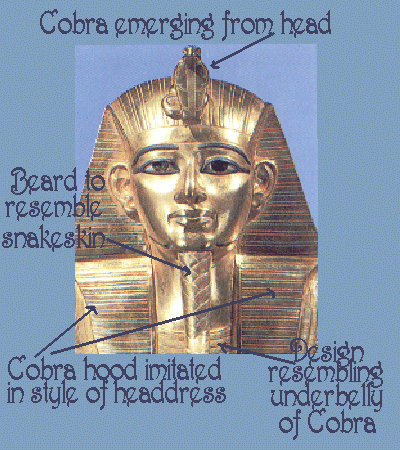 Cobra emerging from head
Beard to
resemble
snakeskin
Cobra hood imitated
in style of headdress
Design
resembling
underbelly
of Cobra